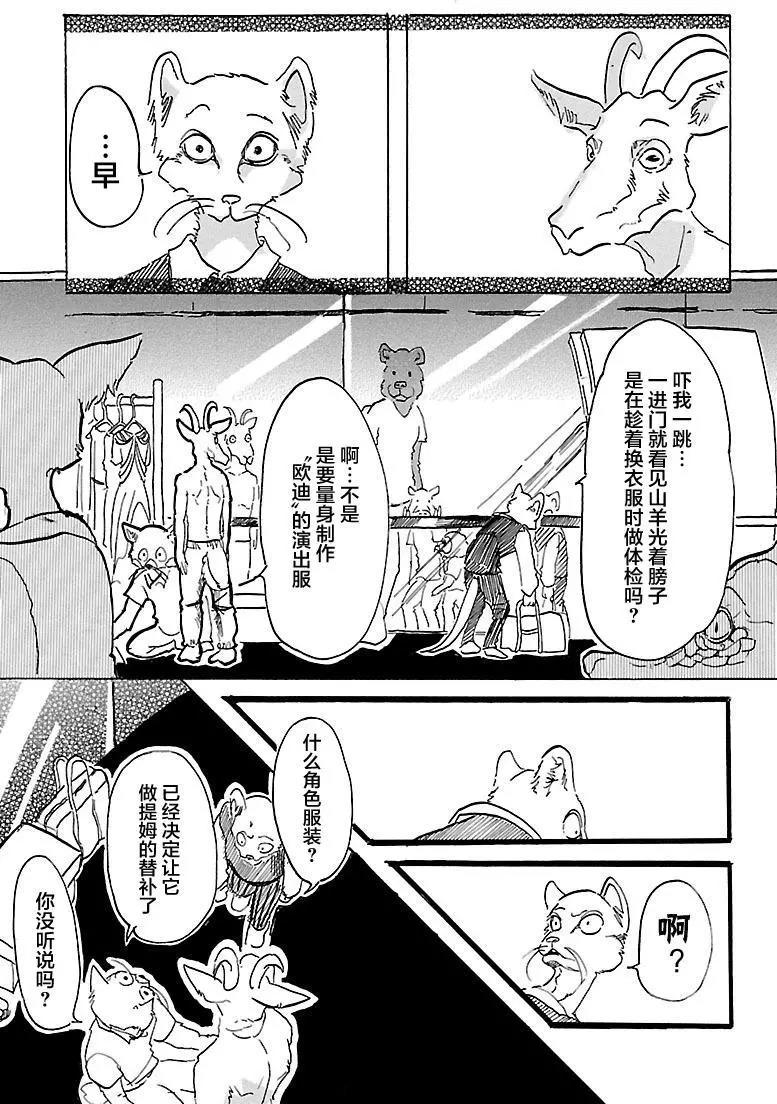 …早
吓我一跳…
一进门就看见山羊光着膀子
是在趁着换衣服时做体检吗？
啊…不是
是要量身制作
“欧迪”的演出服
啊？
什么角色服装？
已经决定让它
做提姆的替补了
你没听说吗？